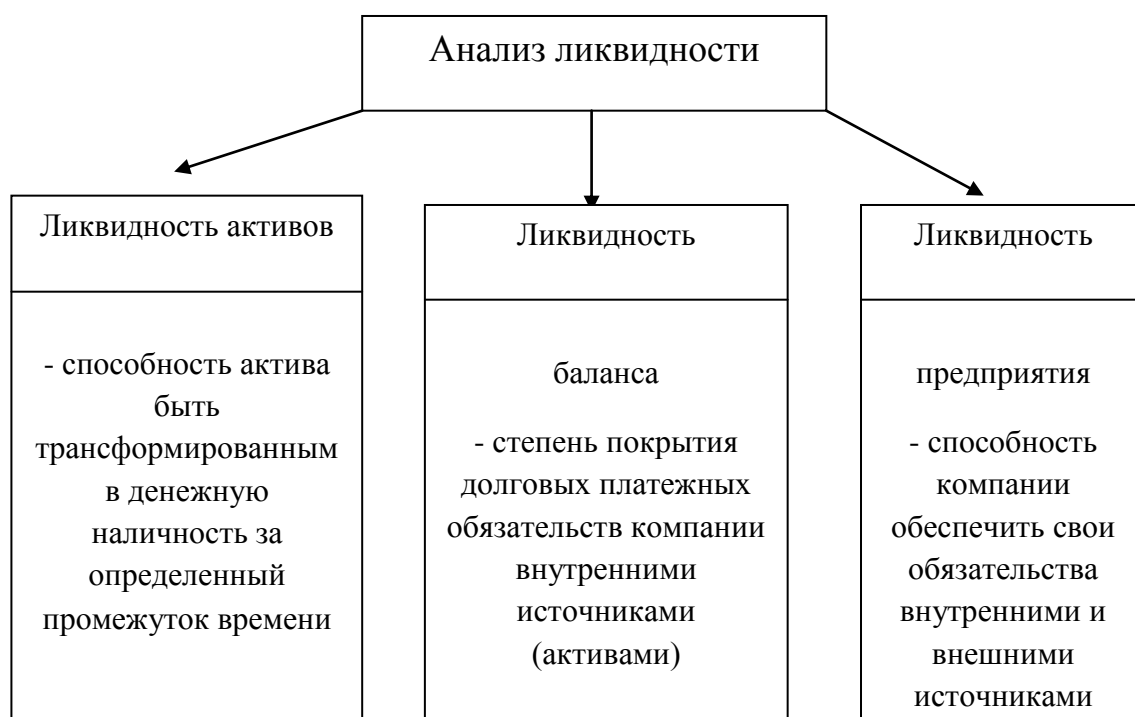 Анализ ликвидности
Ликвидность активов
- способность актива
быть
трансформированным
в денежную
наличность за
определенный
промежуток времени
Ликвидность
баланса
- степень покрытия
долговых платежных
обязательств компании
внутренними
источниками
(активами)
Ликвидность
предприятия
- способность
компании
обеспечить свои
обязательства
внутренними и
внешними
источниками